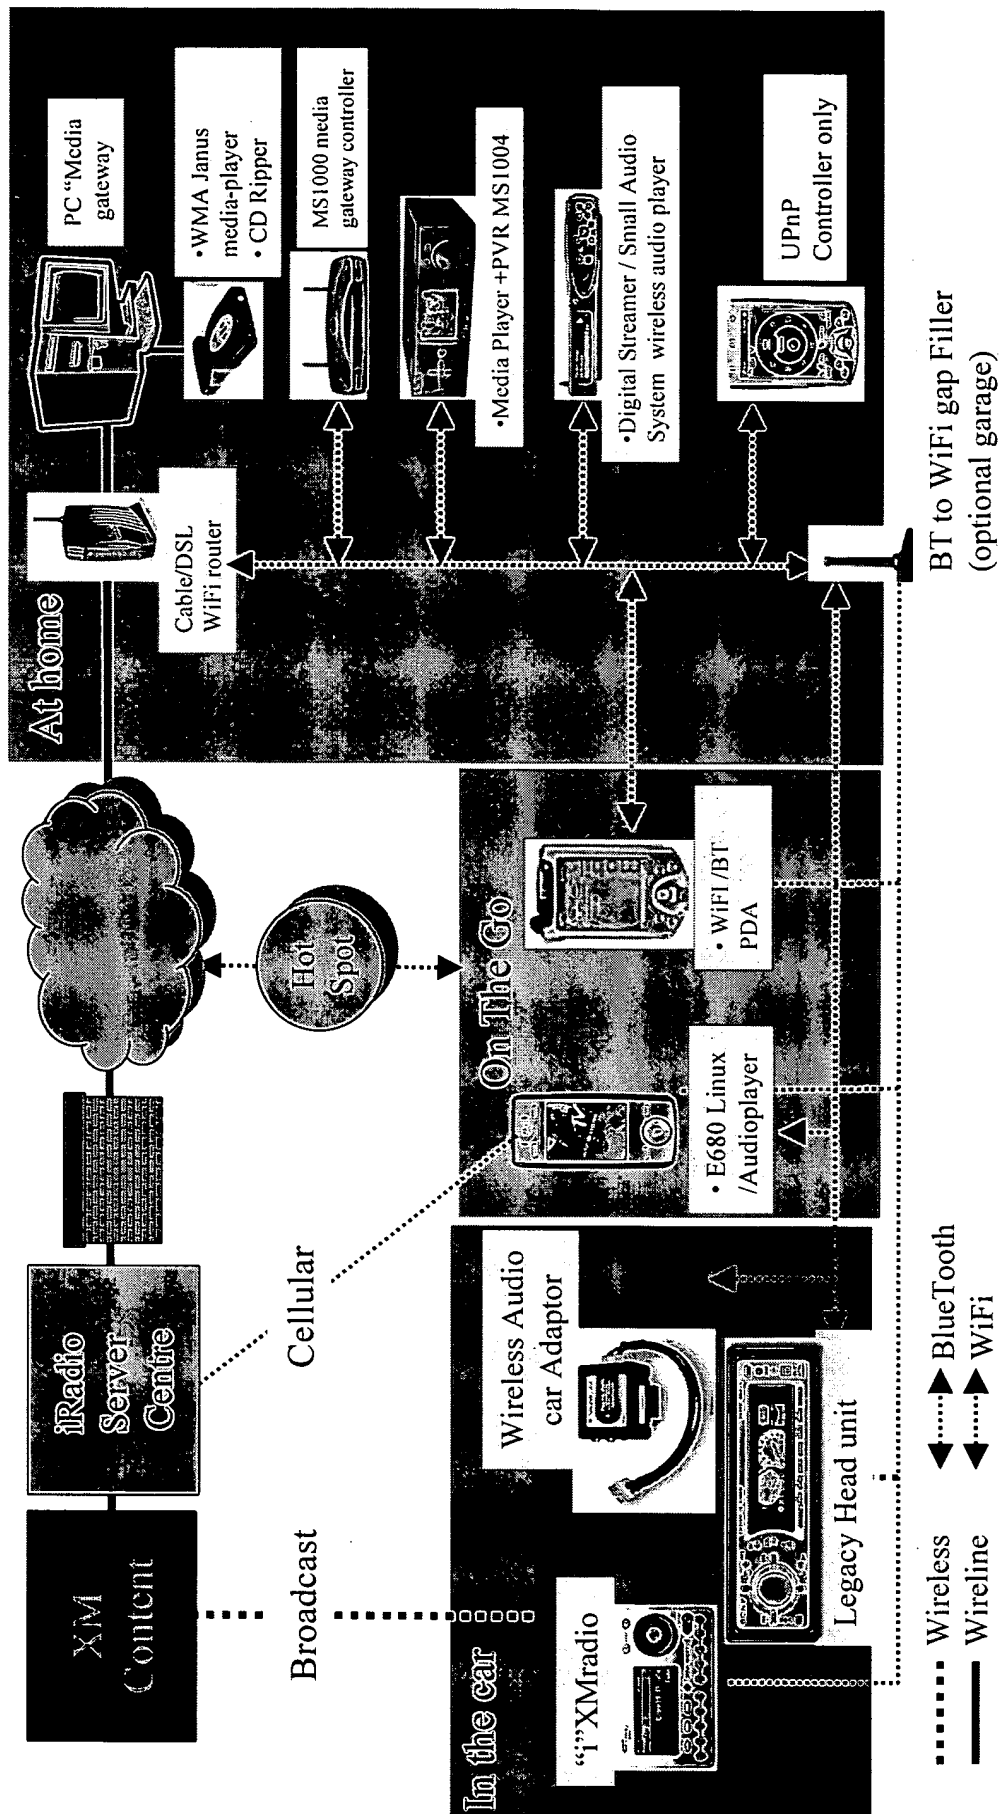 XM
Content
iRadio
Server
Centre
Broadcast
Cellular
Hot
Spot
At home
Cable/DSL
WiFi router
PC “Media
gateway
•WMA Janus
media-player
• CD Ripper
MS1000 media
gateway controller
•Media Player +PVR MS1004
•Digital Streamer / Small Audio
System wireless audio player
UPnP
Controller only
BT to WiFi gap Filler
(optional garage)
On The Go
• WiFI /BT
PDA
• E680 Linux
/Audioplayer
In the car
Wireless Audio
car Adaptor
“i”XMradio
Legacy Head unit
Wireless
Wireline
BlueTooth
WiFi